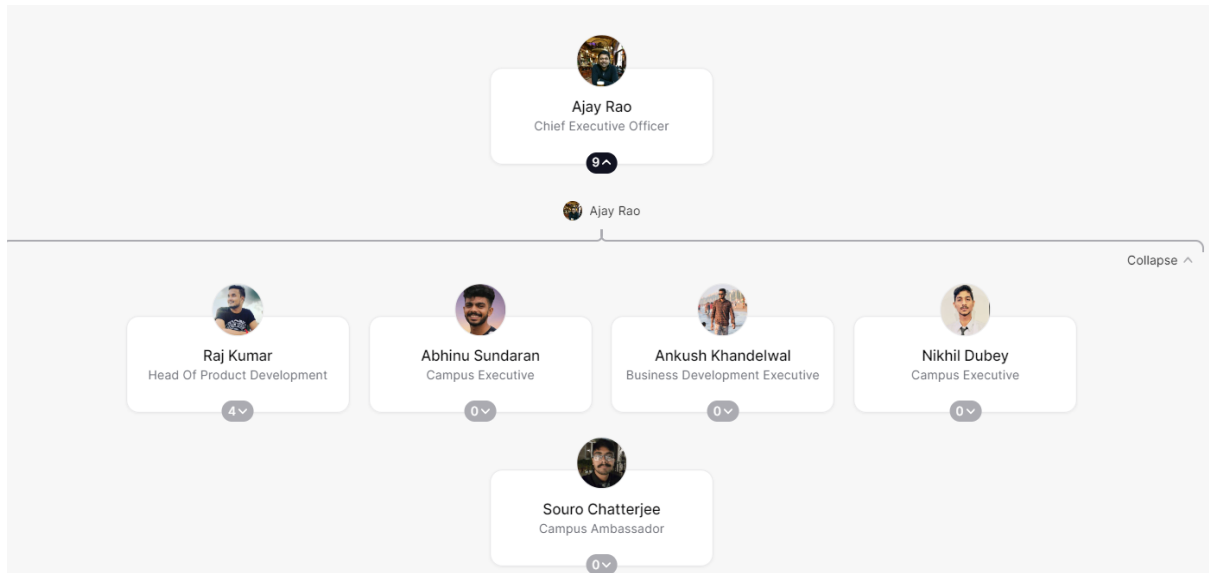 Ajay Rao
Chief Executive Officer
9
Ajay Rao
Collapse
Raj Kumar
Head Of Product Development
4
Abhinu Sundaran
Campus Executive
0
Ankush Khandelwal
Business Development Executive
0
Nikhil Dubey
Campus Executive
0
Souro Chatterjee
Campus Ambassador
0